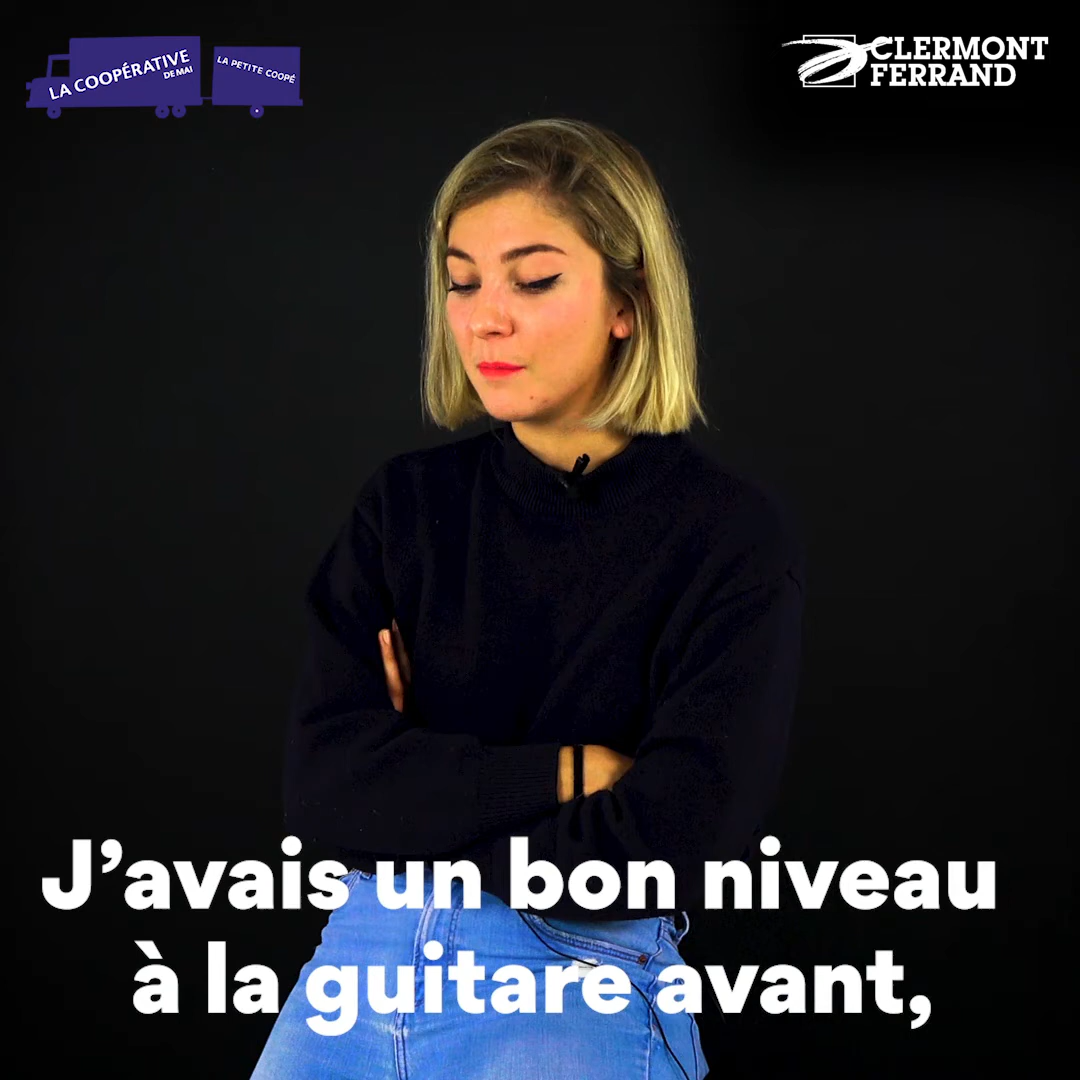 LA COOPÉRATIVE
DE MAI
LA PETITE COOPÉ
CLERMONT
FERRAND
J’avais un bon niveau
à la guitare avant,